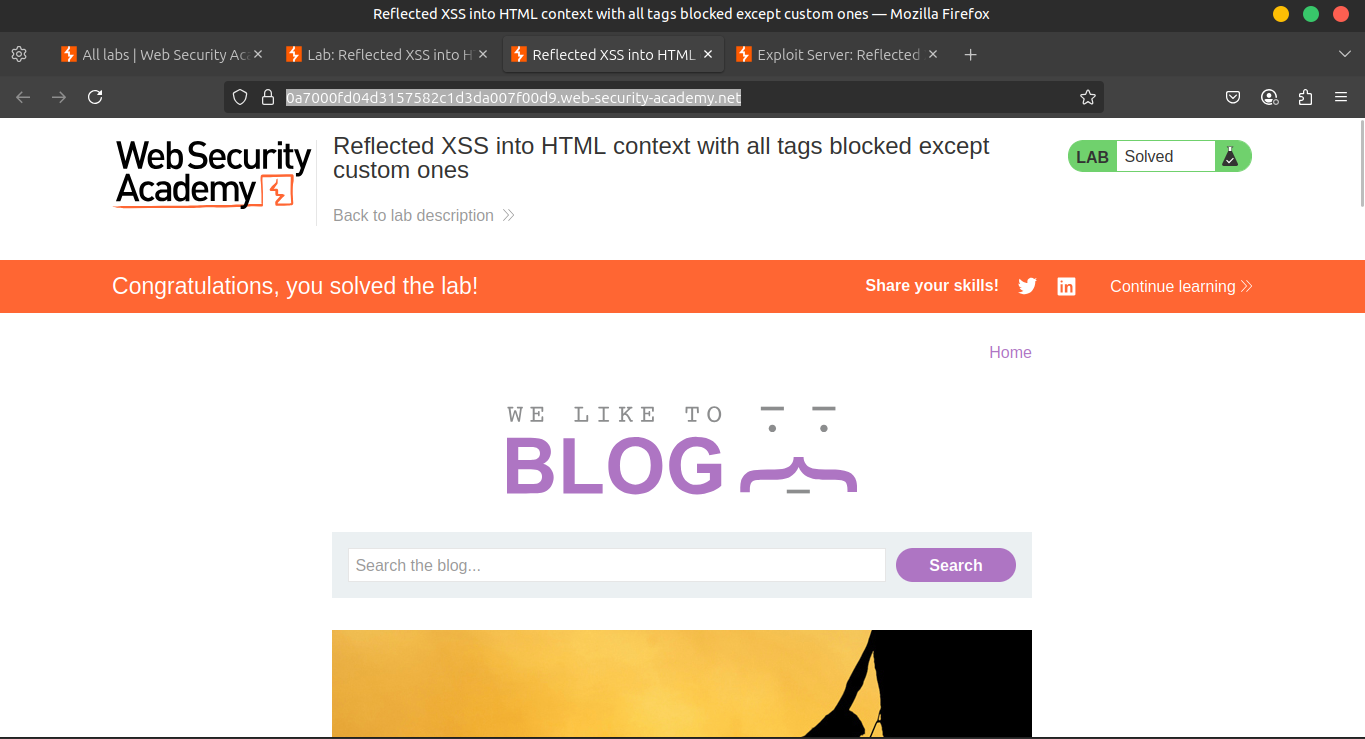 Reflected XSS into HTML context with all tags blocked except custom ones — Mozilla Firefox
All labs | Web Security Ac
Lab: Reflected XSS into H
Reflected XSS into HTML
Exploit Server: Reflected
0a7000fd04d3157582c1d3da007f00d9.web-security-academy.net
Web Security
Academy
Reflected XSS into HTML context with all tags blocked except
custom ones
Back to lab description
LAB Solved
Congratulations, you solved the lab!
Share your skills!
Continue learning
Home
WE LIKE TO
BLOG
Search the blog...
Search